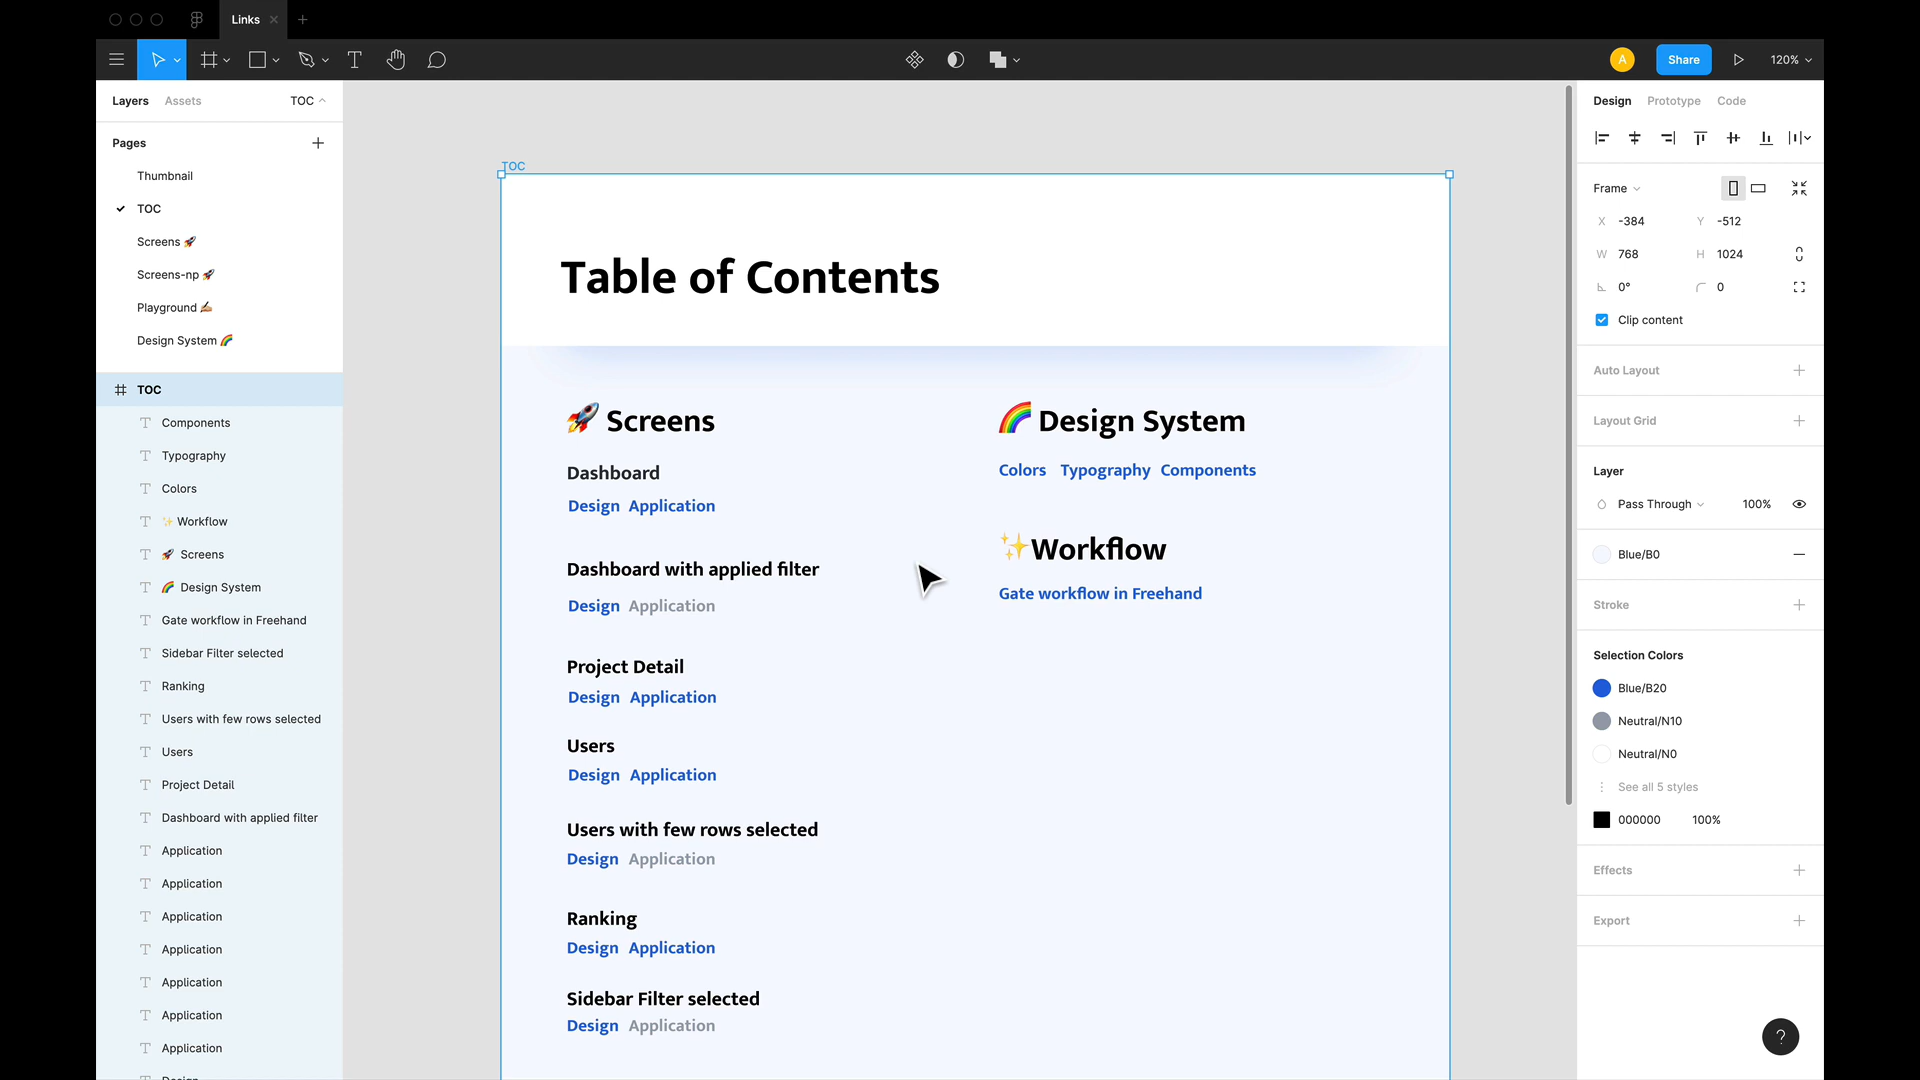 Links
A
Share
120%
Layers Assets TOC
Pages
Thumbnail
TOC
Screens 🚀
Screens-np 🚀
Playground ✍🏼
Design System 🌈
TOC
Components
Typography
Colors
✨ Workflow
🚀 Screens
🌈 Design System
Gate workflow in Freehand
Sidebar Filter selected
Ranking
Users with few rows selected
Users
Project Detail
Dashboard with applied filter
Application
Application
Application
Application
Application
Application
Application
TOC
Table of Contents
🚀 Screens
Dashboard
Design Application
Dashboard with applied filter
Design Application
Project Detail
Design Application
Users
Design Application
Users with few rows selected
Design Application
Ranking
Design Application
Sidebar Filter selected
Design Application
🌈 Design System
Colors Typography Components
✨Workflow
Gate workflow in Freehand
Design Prototype Code
Frame
X -384 Y -512
W 768 H 1024
0° 0
Clip content
Auto Layout
Layout Grid
Layer
Pass Through 100%
Blue/B0
Stroke
Selection Colors
Blue/B20
Neutral/N10
Neutral/N0
See all 5 styles
000000 100%
Effects
Export
?